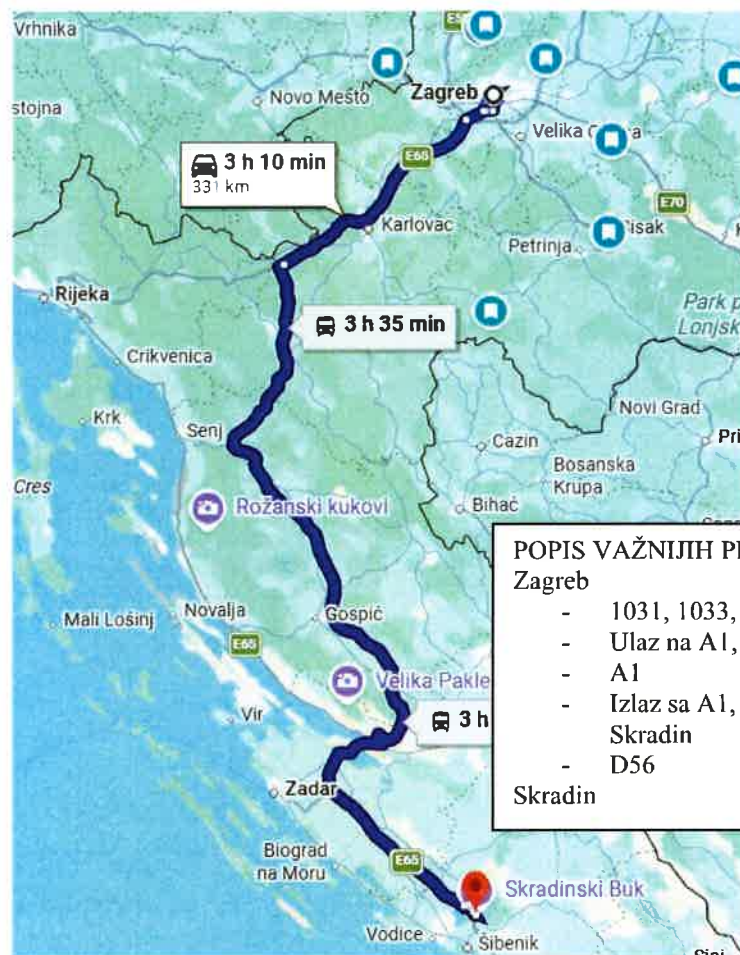 Vrhnika
E5
stojna
Novo Mesto
Zagreb
Velika G
3 h 10 min
331 km
E65
Karlovac
E70
Sisak
Petrinja
Rijeka
3 h 35 min
Park p
Lonjsk
Crikvenica
Krk
Senj
Novi Grad
Cazin
Pri
Bosanska
Krupa
Cres
Bihać
Rožanski kukovi
Mali Lošinj
Novalja
Gospić
E65
Velika Pakle
Vir
3 h
POPIS VAŽNIJIH
Zagreb
- 1031, 1033,
- Ulaz na A1,
- A1
- Izlaz sa A1,
Skradin
- D56
Skradin
Zadar
Biograd
na Moru
E65
Skradinski Buk
Vodice
Šibenik